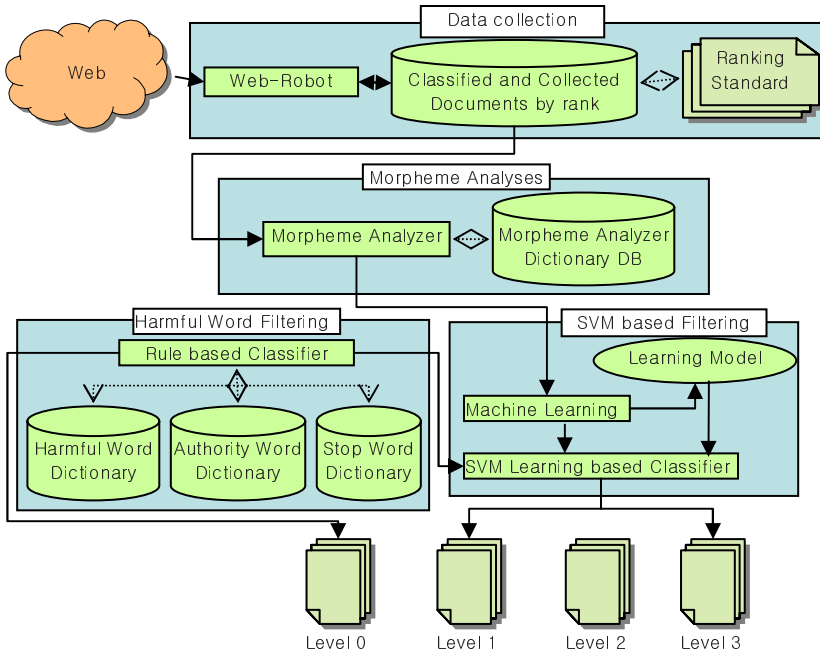 Data collection
Web
Web-Robot
Classified and Collected
Documents by rank
Ranking
Standard
Morpheme Analyses
Morpheme Analyzer
Morpheme Analyzer
Dictionary DB
Harmful Word Filtering
Rule based Classifier
Harmful Word
Dictionary
Authority Word
Dictionary
Stop Word
Dictionary
SVM based Filtering
Learning Model
Machine Learning
SVM Learning based Classifier
Level 0
Level 1
Level 2
Level 3